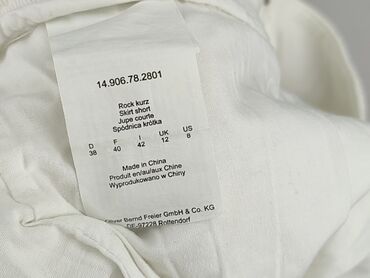 14.906.78.2801
Rock kurz
Skirt short
Jupe courte
Spódnica krótka
D F I UK US
38 40 42 12 8
Made in China
Produit en/au/aux Chine
Wyprodukowano w Chiny
Bernd Freier GmbH & Co. KG
DE-97228 Rottendorf